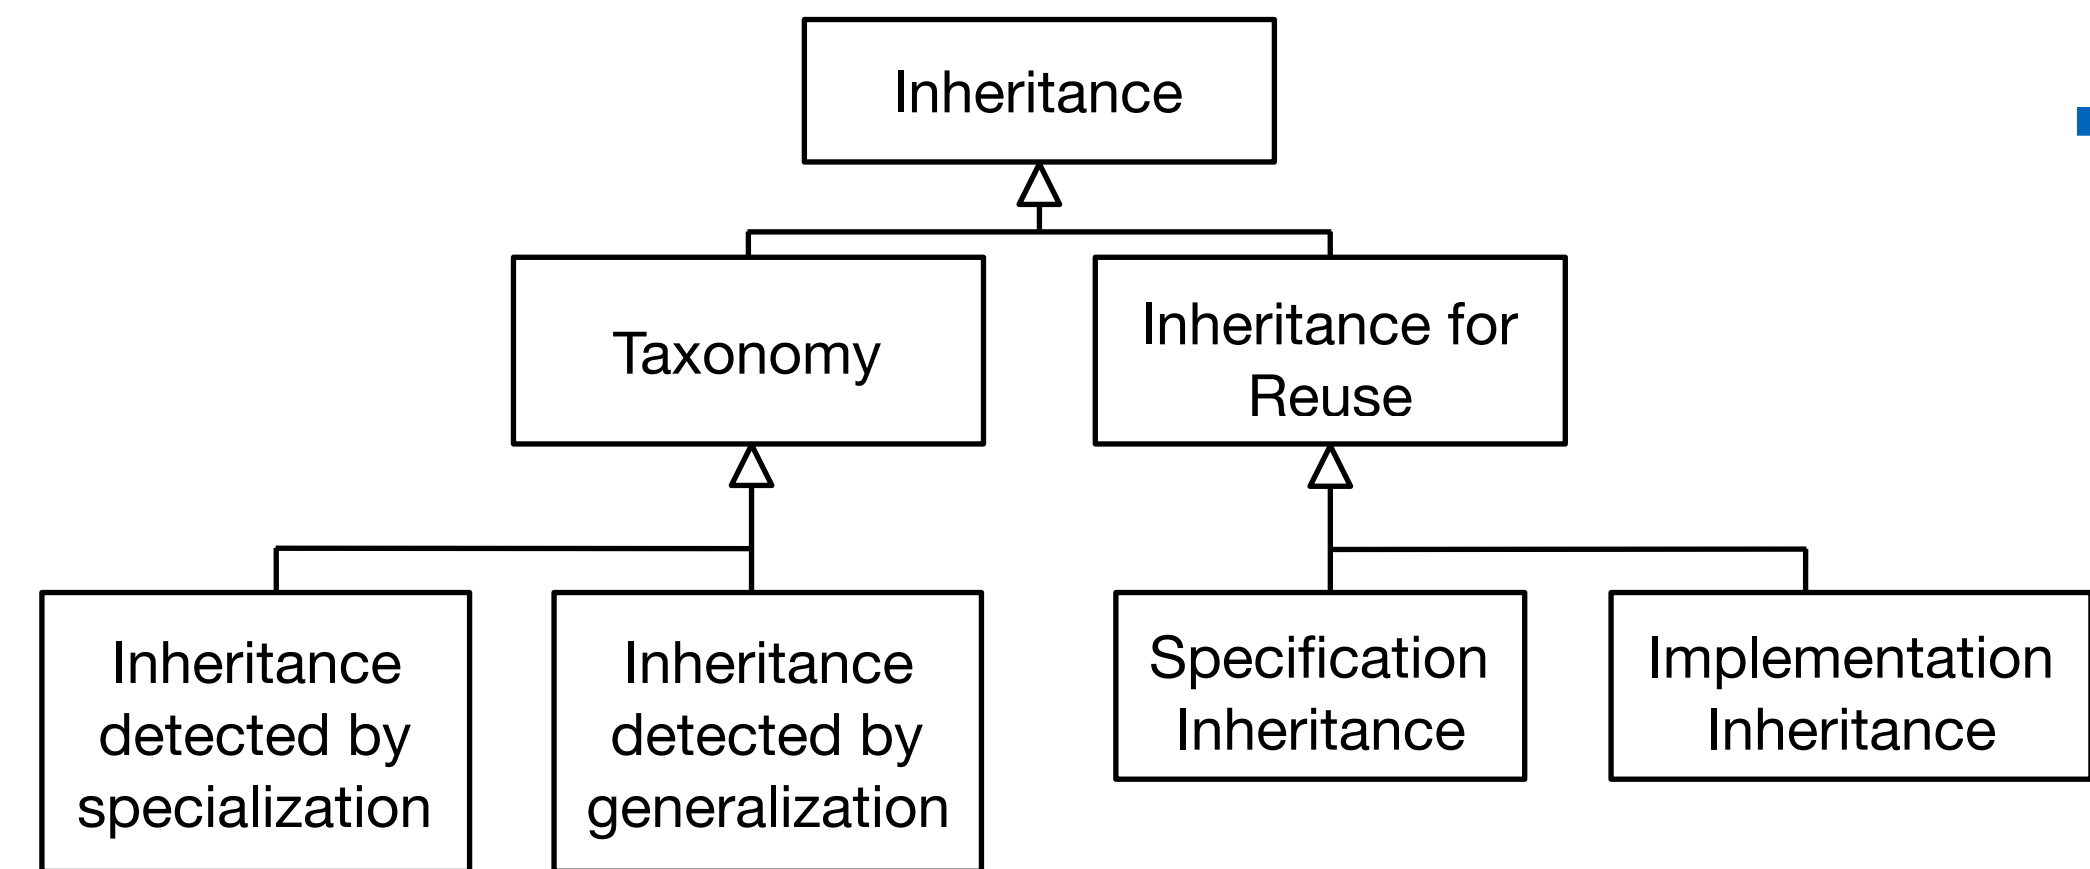 Inheritance
Taxonomy
Inheritance for
Reuse
Inheritance
detected by
specialization
Inheritance
detected by
generalization
Specification
Inheritance
Implementation
Inheritance